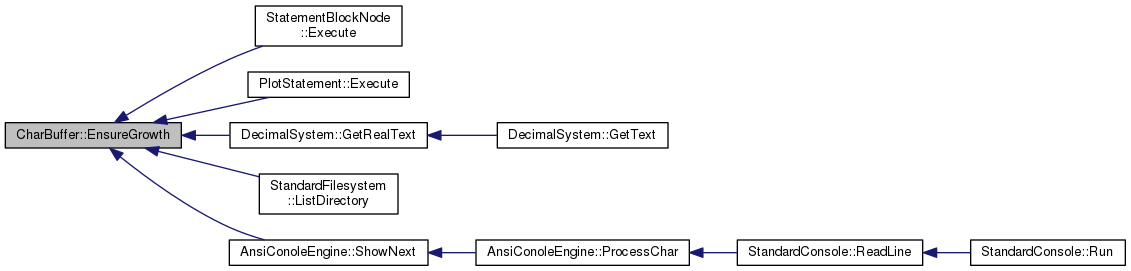 StatementBlockNode
::Execute
PlotStatement::Execute
CharBuffer::EnsureGrowth
DecimalSystem::GetRealText
DecimalSystem::GetText
StandardFilesystem
::ListDirectory
AnsiConoleEngine::ShowNext
AnsiConoleEngine::ProcessChar
StandardConsole::ReadLine
StandardConsole::Run